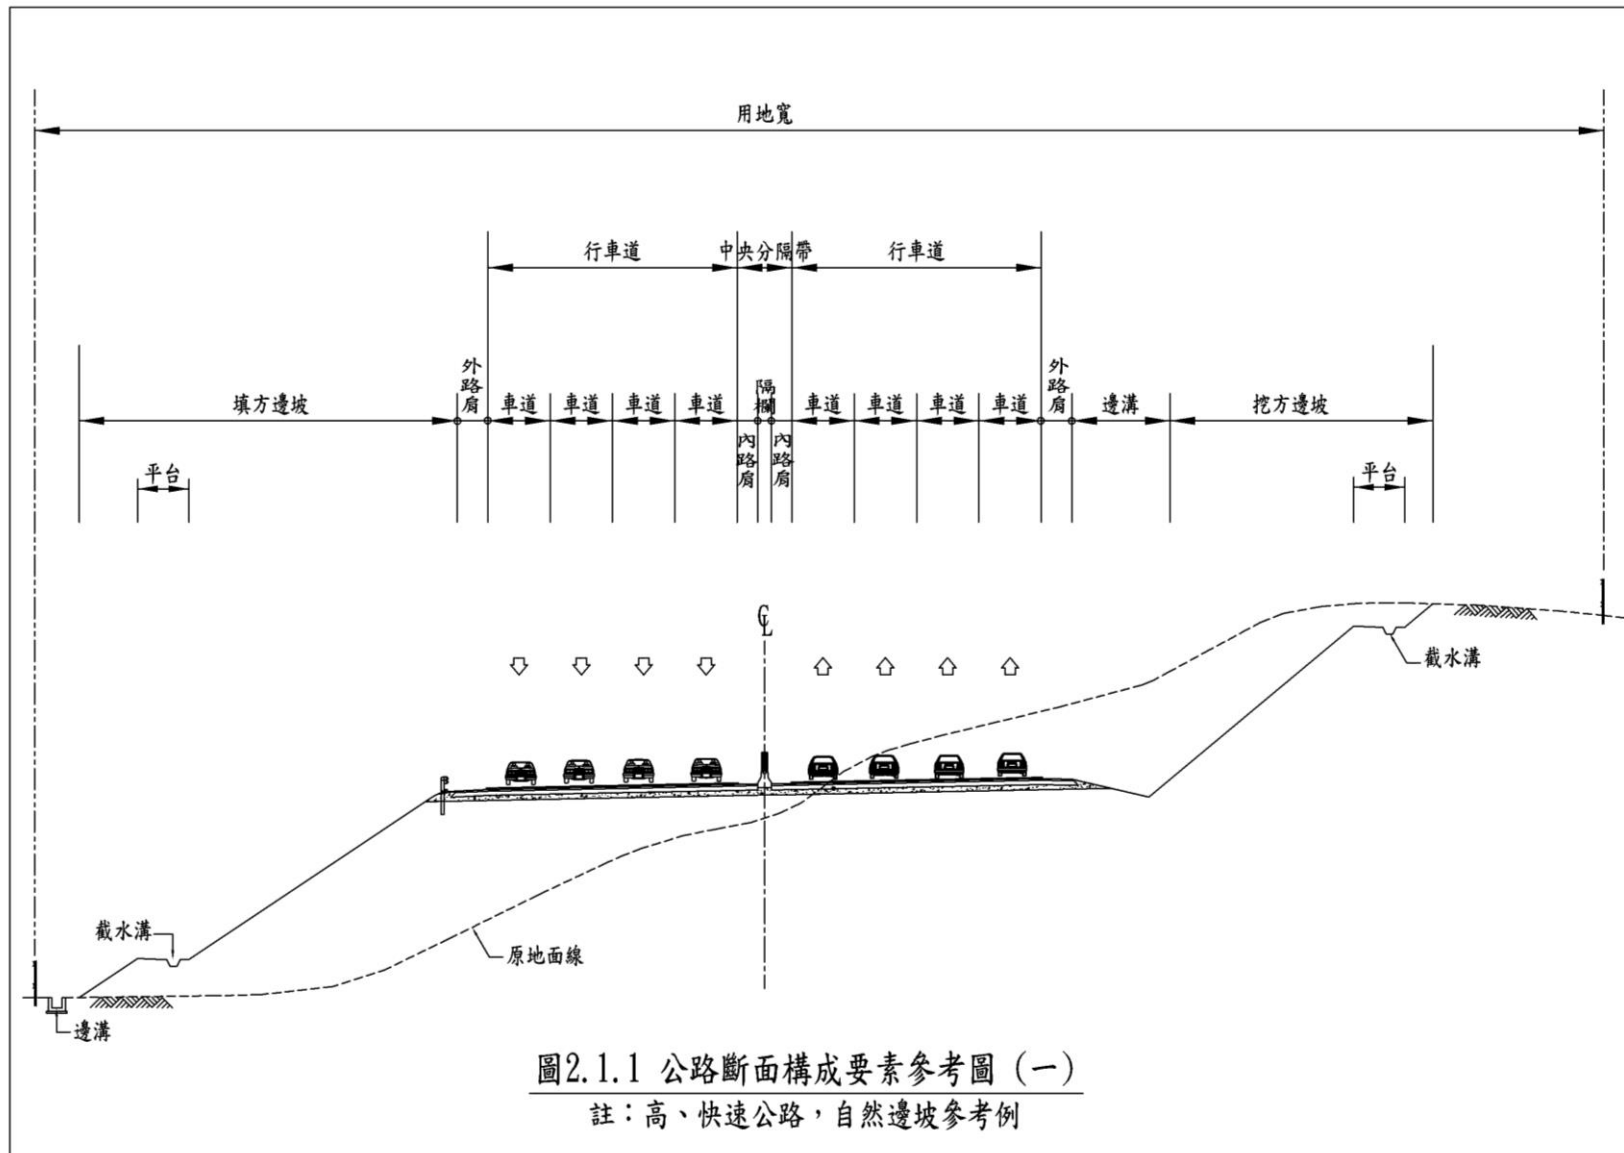 用地寬
行車道
中央分隔帶
行車道
填方邊坡
外路肩
車道
車道
車道
車道
隔欄
車道
車道
車道
車道
外路肩
邊溝
挖方邊坡
內路肩
內路肩
平台
平台
℄
截水溝
截水溝
原地面線
邊溝
圖2.1.1 公路斷面構成要素參考圖 (一)
註：高、快速公路，自然邊坡參考例